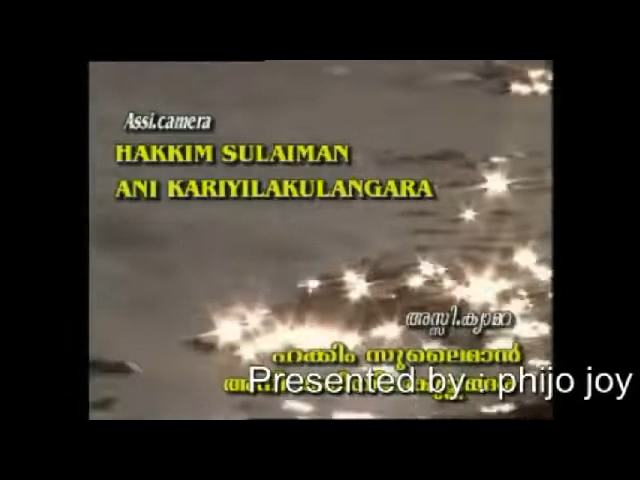 Assi.camera
HAKKIM SULAIMAN
ANI KARIYILAKULANGARA
അസ്സി.ക്യാമറ
ഹക്കിം സുലൈമാൻ
Presented by : phijo joy